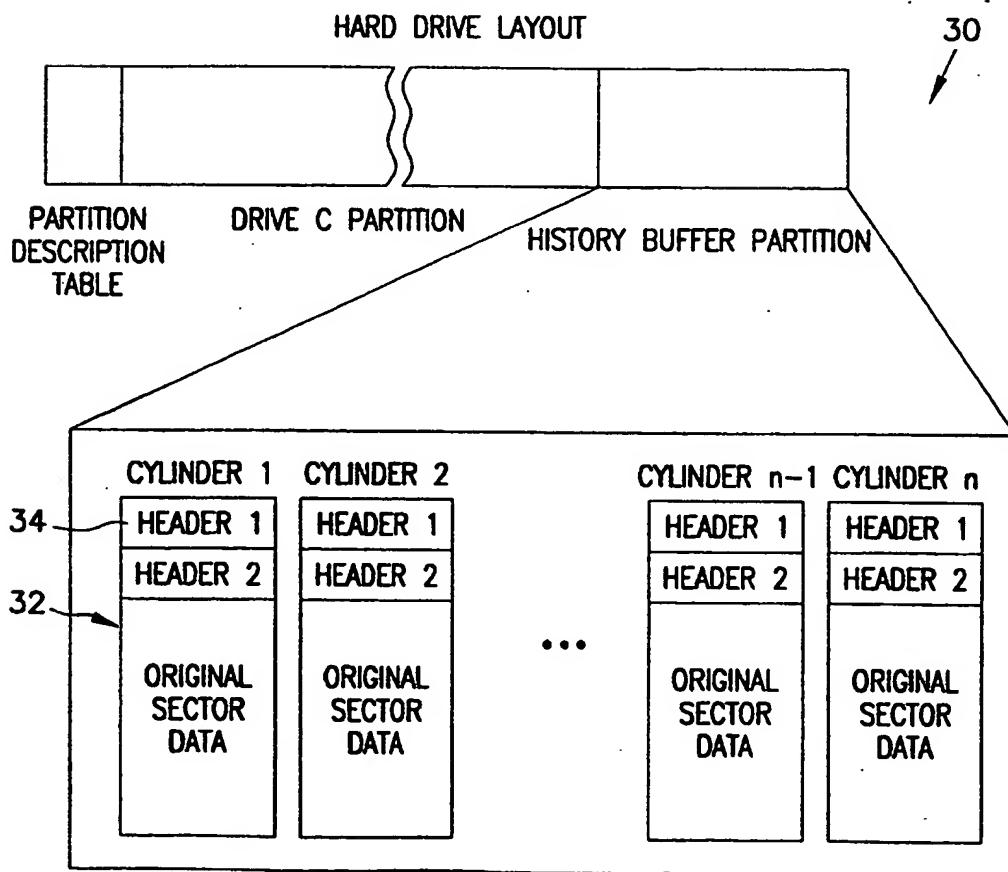 HARD DRIVE LAYOUT
30
PARTITION
DESCRIPTION
TABLE
DRIVE C PARTITION
HISTORY BUFFER PARTITION
CYLINDER 1
CYLINDER 2
CYLINDER n-1
CYLINDER n
34
HEADER 1
HEADER 1
HEADER 1
HEADER 1
HEADER 2
HEADER 2
HEADER 2
HEADER 2
32
ORIGINAL
SECTOR
DATA
ORIGINAL
SECTOR
DATA
...
ORIGINAL
SECTOR
DATA
ORIGINAL
SECTOR
DATA